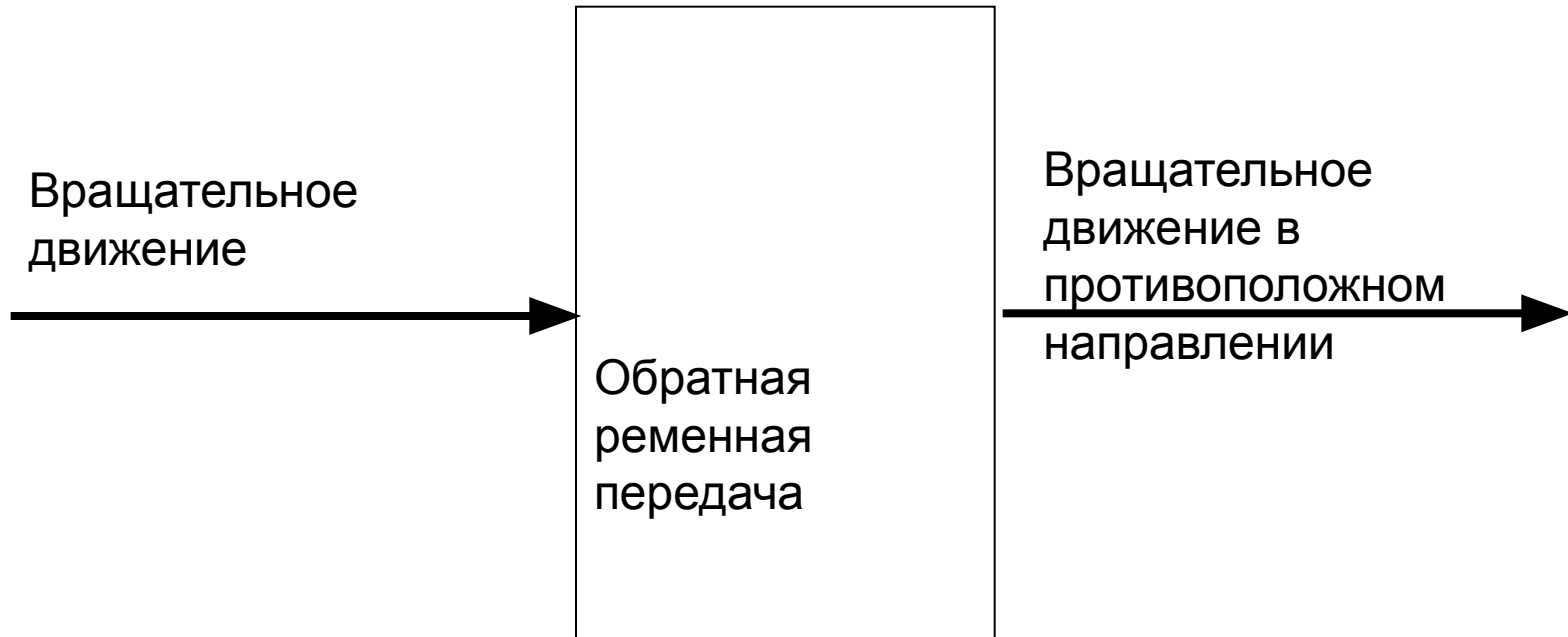 Вращательное
движение
Обратная
ременная
передача
Вращательное
движение в
противоположном
направлении